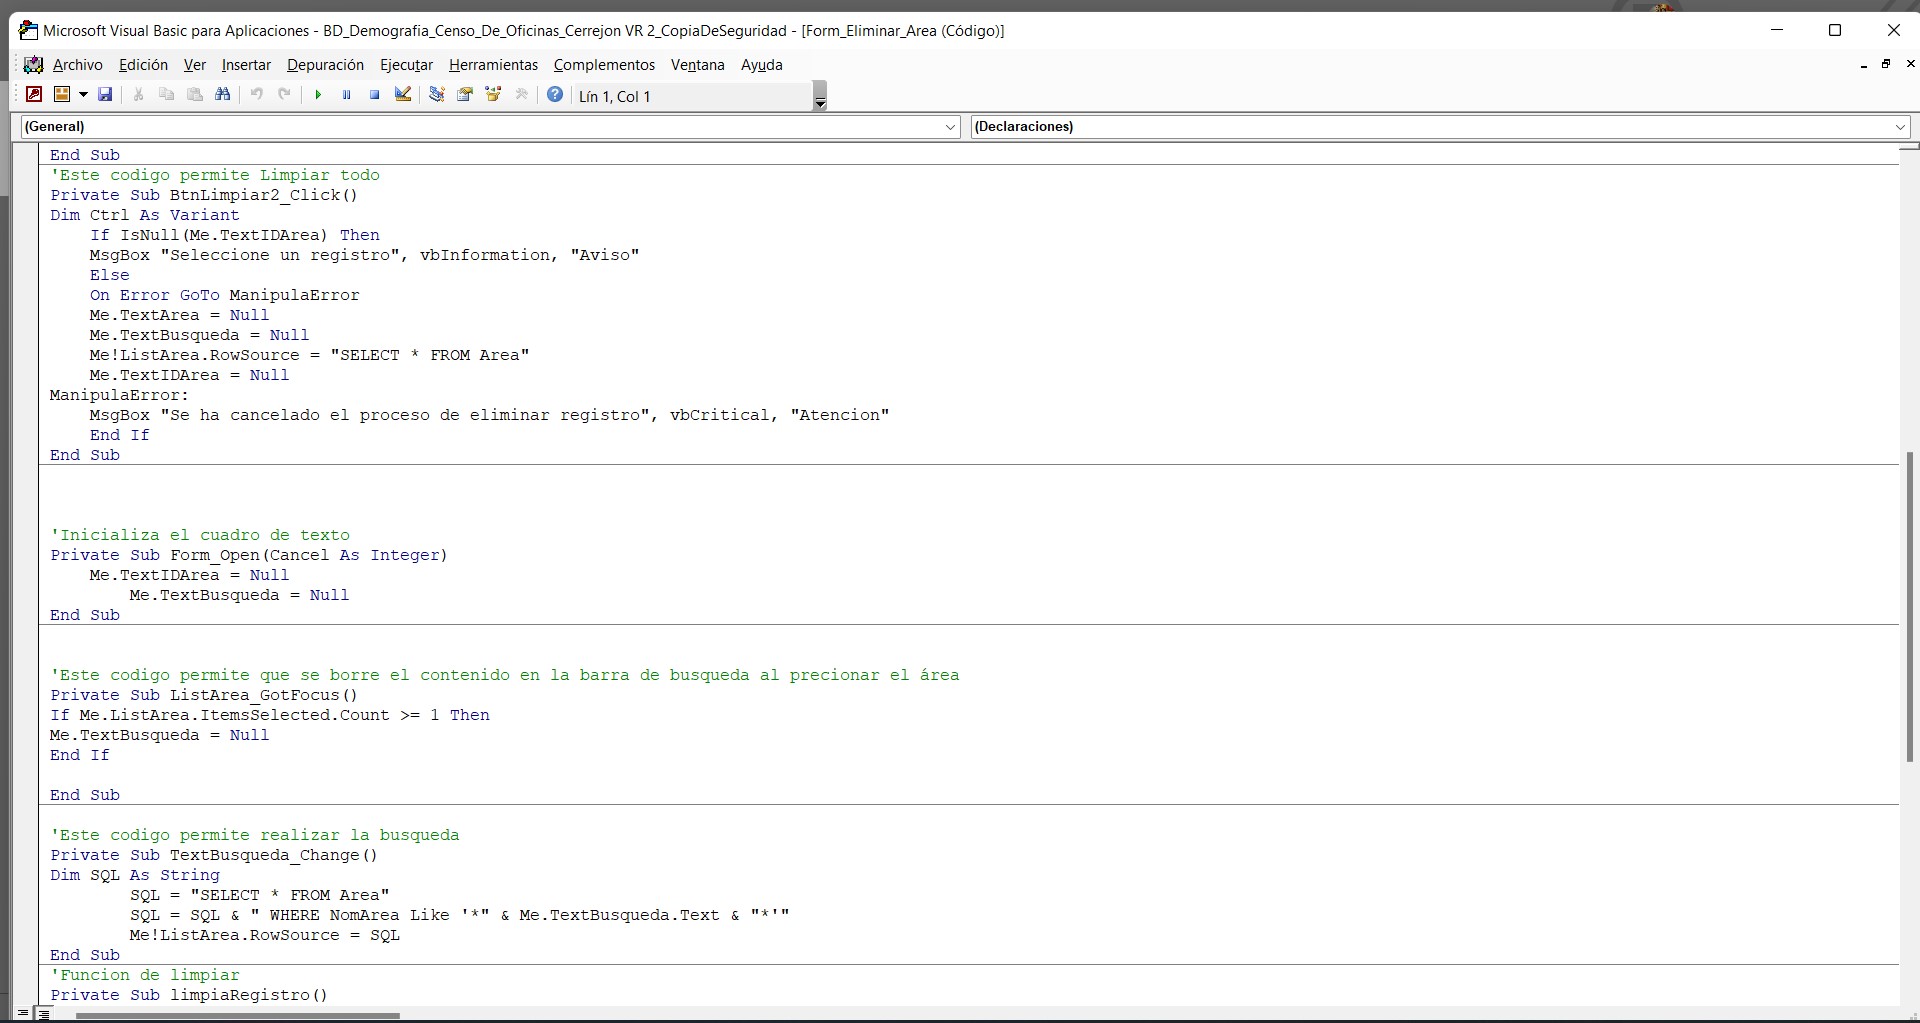 Microsoft Visual Basic para Aplicaciones - BD_Demografia_Censo_De_Oficinas_Cerrejon VR 2_CopiaDeSeguridad - [Form_Eliminar_Area (Código)]
Archivo Edición Ver Insertar Depuración Ejecutar Herramientas Complementos Ventana Ayuda
Lín 1, Col 1
(General) (Declaraciones)
End Sub
'Este codigo permite Limpiar todo
Private Sub BtnLimpiar2_Click()
Dim Ctrl As Variant
If IsNull(Me.TextIDArea) Then
MsgBox "Seleccione un registro", vbInformation, "Aviso"
Else
On Error GoTo ManipulaError
Me.TextArea = Null
Me.TextBusqueda = Null
Me!ListArea.RowSource = "SELECT * FROM Area"
Me.TextIDArea = Null
ManipulaError:
MsgBox "Se ha cancelado el proceso de eliminar registro", vbCritical, "Atencion"
End If
End Sub
'Inicializa el cuadro de texto
Private Sub Form_Open(Cancel As Integer)
Me.TextIDArea = Null
Me.TextBusqueda = Null
End Sub
'Este codigo permite que se borre el contenido en la barra de busqueda al precionar el área
Private Sub ListArea_GotFocus()
If Me.ListArea.ItemsSelected.Count >= 1 Then
Me.TextBusqueda = Null
End If
End Sub
'Este codigo permite realizar la busqueda
Private Sub TextBusqueda_Change()
Dim SQL As String
SQL = "SELECT * FROM Area"
SQL = SQL & " WHERE NomArea Like '*" & Me.TextBusqueda.Text & "*'"
Me!ListArea.RowSource = SQL
End Sub
'Funcion de limpiar
Private Sub limpiaRegistro()